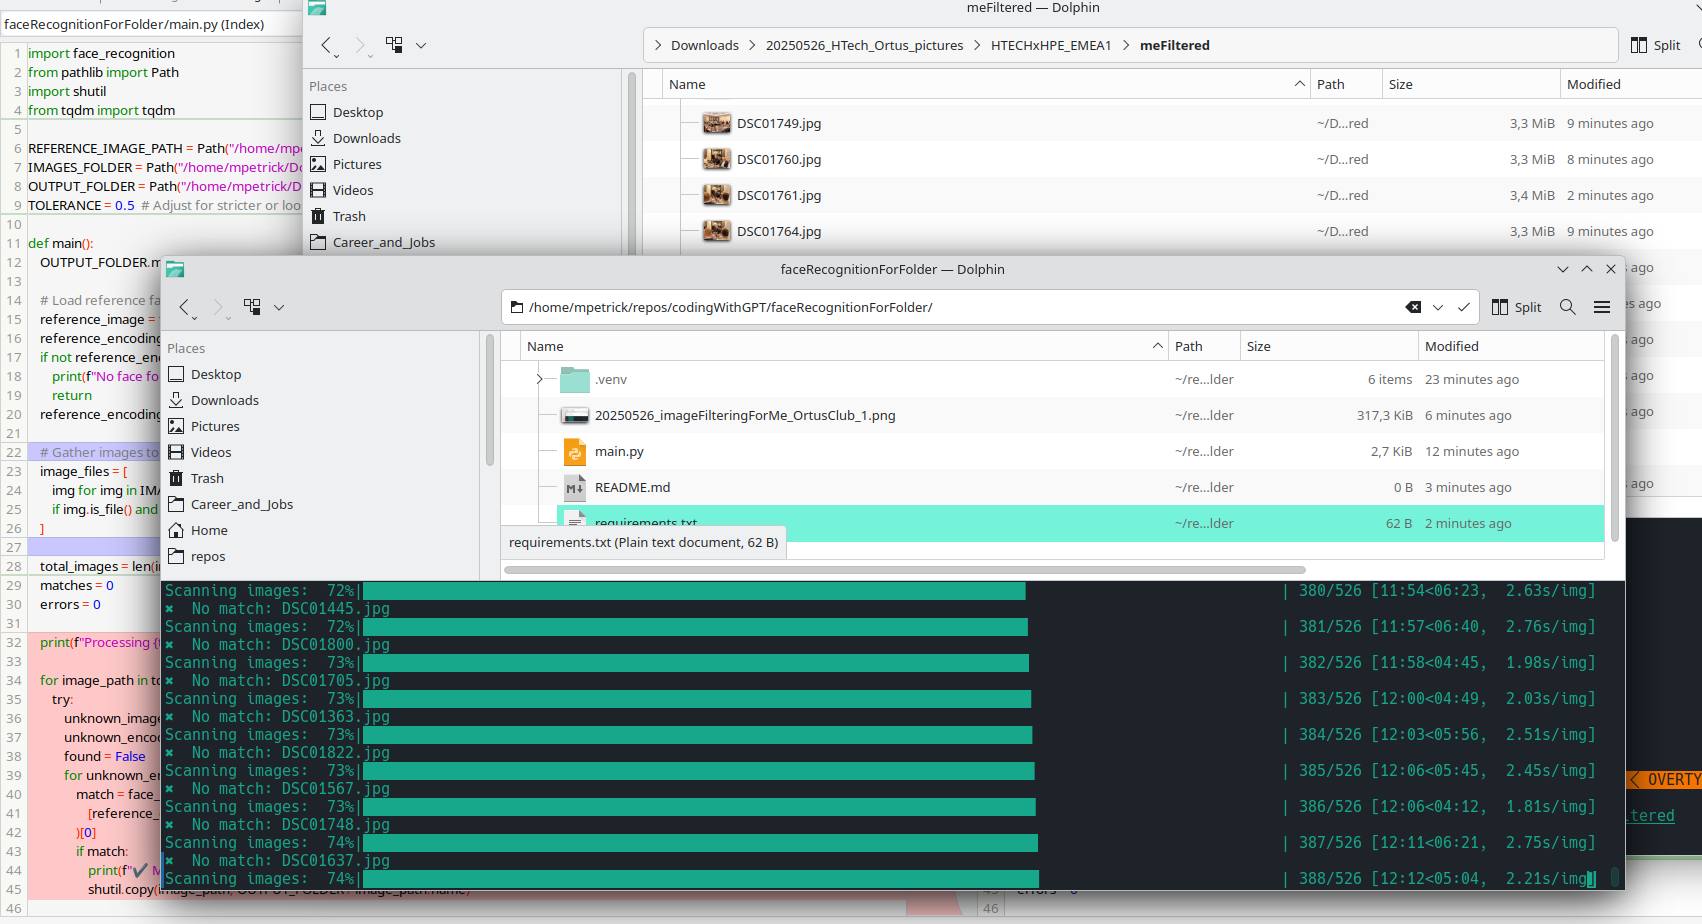 faceRecognitionForFolder/main.py (Index)
1 import face_recognition
2 from pathlib import Path
3 import shutil
4 from tqdm import tqdm
5
6 REFERENCE_IMAGE_PATH = Path("/home/mpe
7 IMAGES_FOLDER = Path("/home/mpetrick/Do
8 OUTPUT_FOLDER = Path("/home/mpetrick/D
9 TOLERANCE = 0.5 # Adjust for stricter or loo
10
11 def main():
12 OUTPUT_FOLDER.m
13
14 # Load reference fa
15 reference_image =
16 reference_encoding
17 if not reference_en
18 print(f"No face fo
19 return
20 reference_encoding
21
22 # Gather images to
23 image_files = [
24 img for img in IMA
25 if img.is_file() and
26 ]
27
28 total_images = len(i
29 matches = 0
30 errors = 0
31
32 print(f"Processing {
33
34 for image_path in tq
35 try:
36 unknown_image
37 unknown_enco
38 found = False
39 for unknown_en
40 match = face_
41 [reference_
42 )[0]
43 if match:
44 print(f"✔ M
45 shutil.copy(image_path, OUTPUT_FOLDER / image_path.name)
46
meFiltered — Dolphin
Downloads > 20250526_HTech_Ortus_pictures > HTECHxHPE_EMEA1 > meFiltered
Split
Places
Desktop
Downloads
Pictures
Videos
Trash
Career_and_Jobs
Name Path Size Modified
DSC01749.jpg ~/D...red 3,3 MiB 9 minutes ago
DSC01760.jpg ~/D...red 3,3 MiB 8 minutes ago
DSC01761.jpg ~/D...red 3,4 MiB 2 minutes ago
DSC01764.jpg ~/D...red 3,3 MiB 9 minutes ago
ago
s ago
ago
ago
ago
ago
faceRecognitionForFolder — Dolphin
/home/mpetrick/repos/codingWithGPT/faceRecognitionForFolder/
Split
Places
Desktop
Downloads
Pictures
Videos
Trash
Career_and_Jobs
Home
repos
Name Path Size Modified
.venv ~/re...lder 6 items 23 minutes ago
20250526_imageFilteringForMe_OrtusClub_1.png ~/re...lder 317,3 KiB 6 minutes ago
main.py ~/re...lder 2,7 KiB 12 minutes ago
README.md ~/re...lder 0 B 3 minutes ago
requirements.txt ~/re...lder 62 B 2 minutes ago
requirements.txt (Plain text document, 62 B)
Scanning images: 72%| | 380/526 [11:54<06:23, 2.63s/img]
✖ No match: DSC01445.jpg
Scanning images: 72%| | 381/526 [11:57<06:40, 2.76s/img]
✖ No match: DSC01800.jpg
Scanning images: 73%| | 382/526 [11:58<04:45, 1.98s/img]
✖ No match: DSC01705.jpg
Scanning images: 73%| | 383/526 [12:00<04:49, 2.03s/img]
✖ No match: DSC01363.jpg
Scanning images: 73%| | 384/526 [12:03<05:56, 2.51s/img]
✖ No match: DSC01822.jpg
Scanning images: 73%| | 385/526 [12:06<05:45, 2.45s/img]
✖ No match: DSC01567.jpg
Scanning images: 73%| | 386/526 [12:06<04:12, 1.81s/img]
✖ No match: DSC01748.jpg
Scanning images: 74%| | 387/526 [12:11<06:21, 2.75s/img]
✖ No match: DSC01637.jpg
Scanning images: 74%| | 388/526 [12:12<05:04, 2.21s/img]
OVERTY
ltered
46